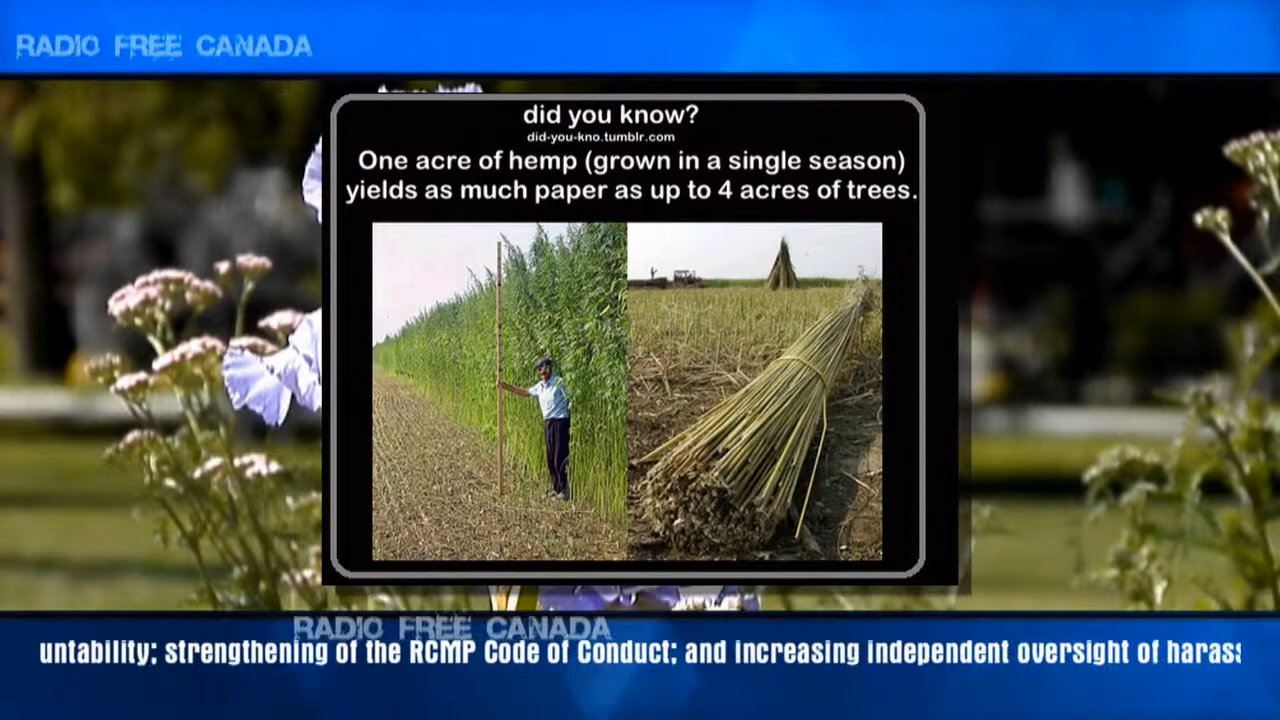 RADIO FREE CANADA
did you know?
did-you-kno.tumblr.com
One acre of hemp (grown in a single season)
yields as much paper as up to 4 acres of trees.
RADIO FREE CANADA
untability; strengthening of the RCMP Code of Conduct; and increasing independent oversight of harass